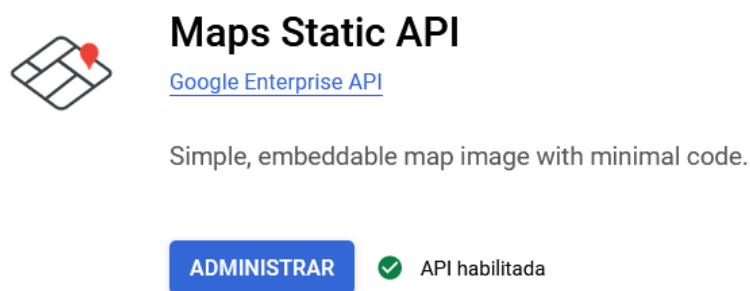 Maps Static API
Google Enterprise API
Simple, embeddable map image with minimal code.
ADMINISTRAR
API habilitada